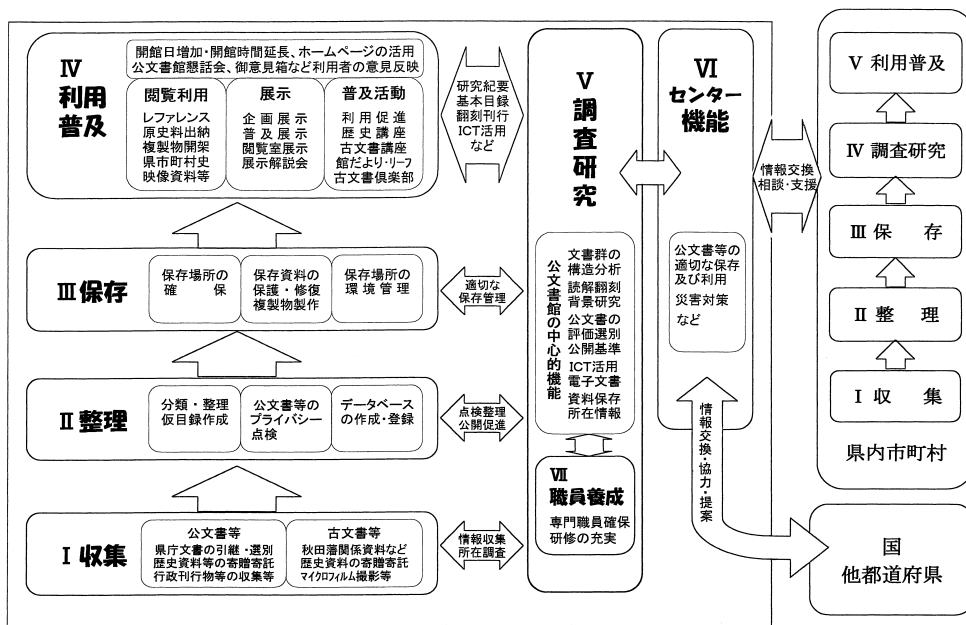 Ⅳ
利用
普及
開館日増加・開館時間延長、ホームページの活用
公文書館懇話会、御意見箱など利用者の意見反映
閲覧利用
レファレンス
原史料出納
複製物開架
県市町村史
映像資料等
展示
企画展示
普及展示
閲覧室展示
展示解説会
普及活動
利用促進
歴史講座
古文書講座
館だより・リーフ
古文書倶楽部
Ⅲ保存
保存場所の
確保
保存資料の
保護・修復
複製物製作
保存場所の
環境管理
Ⅱ整理
分類・整理
仮目録作成
公文書等の
プライバシー
点検
データベース
の作成・登録
Ⅰ収集
公文書等
県庁文書の引継・選別
歴史資料等の寄贈寄託
行政刊行物等の収集等
古文書等
秋田藩関係資料など
歴史資料の寄贈寄託
マイクロフィルム撮影等
研究紀要
基本目録
翻刻刊行
ICT活用
など
適切な
保存管理
点検整理
公開促進
情報収集
所在調査
Ⅴ
調査研究
公文書館の中心的機能
文書群の
構造分析
読解翻刻
背景研究
公文書の
評価選別
公開基準
ICT活用
電子文書
資料保存
所在情報
Ⅶ
職員養成
専門職員確保
研修の充実
Ⅵ
センター
機能
公文書等の
適切な保存
及び利用
災害対策
など
情報交換
相談・支援
情報交換・協力・提案
Ⅴ利用普及
Ⅳ調査研究
Ⅲ保存
Ⅱ整理
Ⅰ収集
県内市町村
国
他都道府県